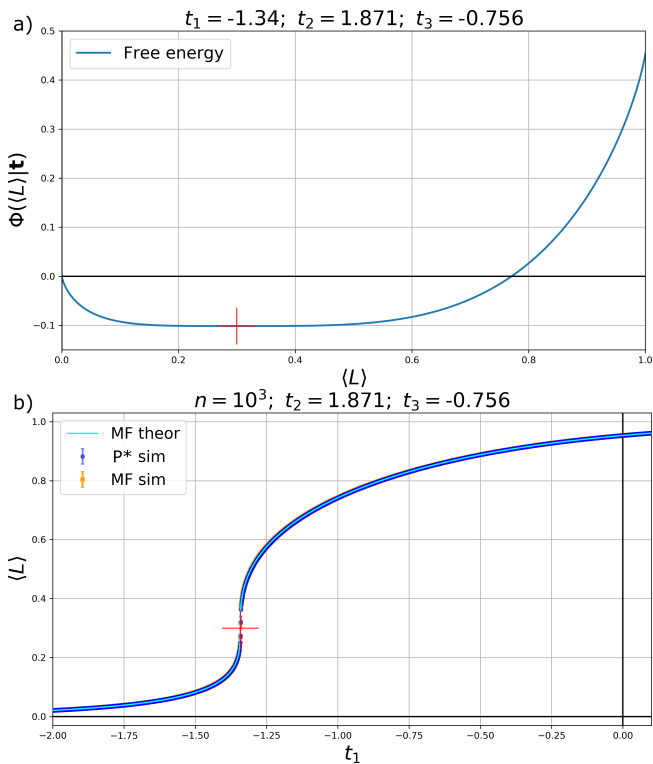 a)
t₁ = -1.34;  t₂ = 1.871;  t₃ = -0.756
Φ(⟨L⟩|𝐭)
Free energy
0.5
0.4
0.3
0.2
0.1
0.0
−0.1
0.0 0.2 0.4 0.6 0.8 1.0
⟨L⟩
b)
n = 10³;  t₂ = 1.871;  t₃ = -0.756
⟨L⟩
MF theor
P* sim
MF sim
1.0
0.8
0.6
0.4
0.2
0.0
−2.00 −1.75 −1.50 −1.25 −1.00 −0.75 −0.50 −0.25 0.00
t₁